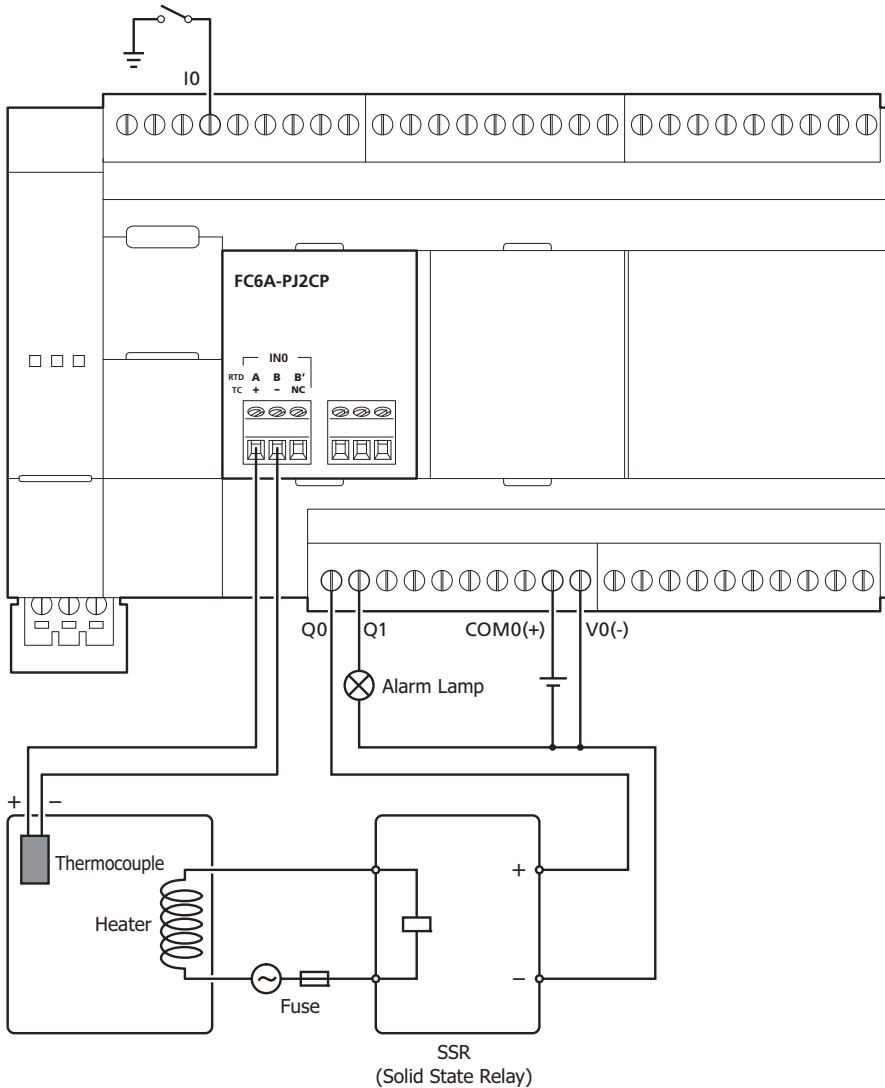 I0
FC6A-PJ2CP
IN0
RTD A B B'
TC + − NC
Q0 Q1 COM0(+) V0(-)
Alarm Lamp
+ −
Thermocouple
+
Heater
−
Fuse
SSR
(Solid State Relay)